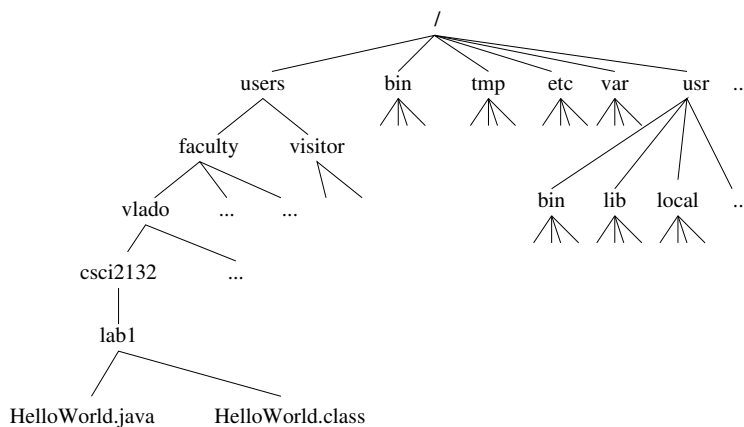 /
users bin tmp etc var usr ..
faculty visitor
vlado ... ... bin lib local ..
csci2132 ...
lab1
HelloWorld.java HelloWorld.class